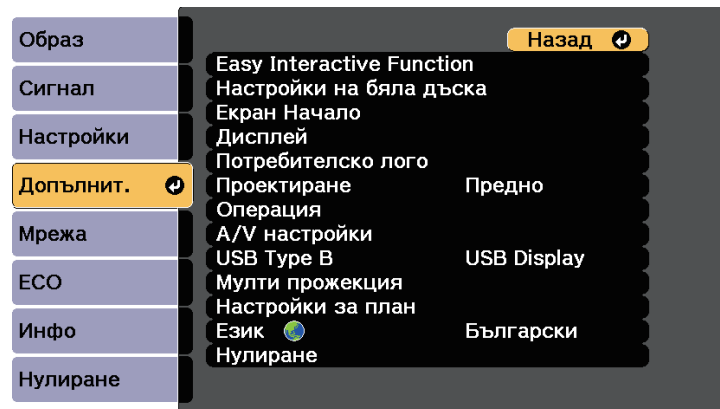 Образ
Сигнал
Настройки
Допълнит.
Мрежа
ECO
Инфо
Нулиране
Назад
Easy Interactive Function
Настройки на бяла дъска
Екран Начало
Дисплей
Потребителско лого
Проектиране Предно
Операция
A/V настройки
USB Type B USB Display
Мулти прожекция
Настройки за план
Език Български
Нулиране